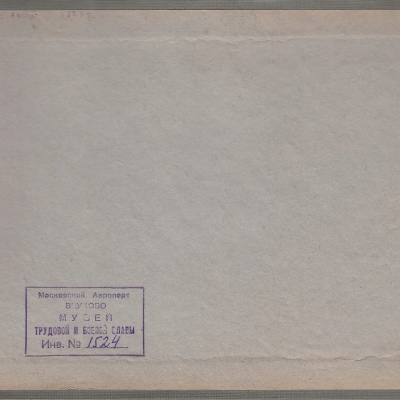 Московский Аэропорт
ВНУКОВО
МУЗЕЙ
ТРУДОВОЙ И БОЕВОЙ СЛАВЫ
Инв. № 1524